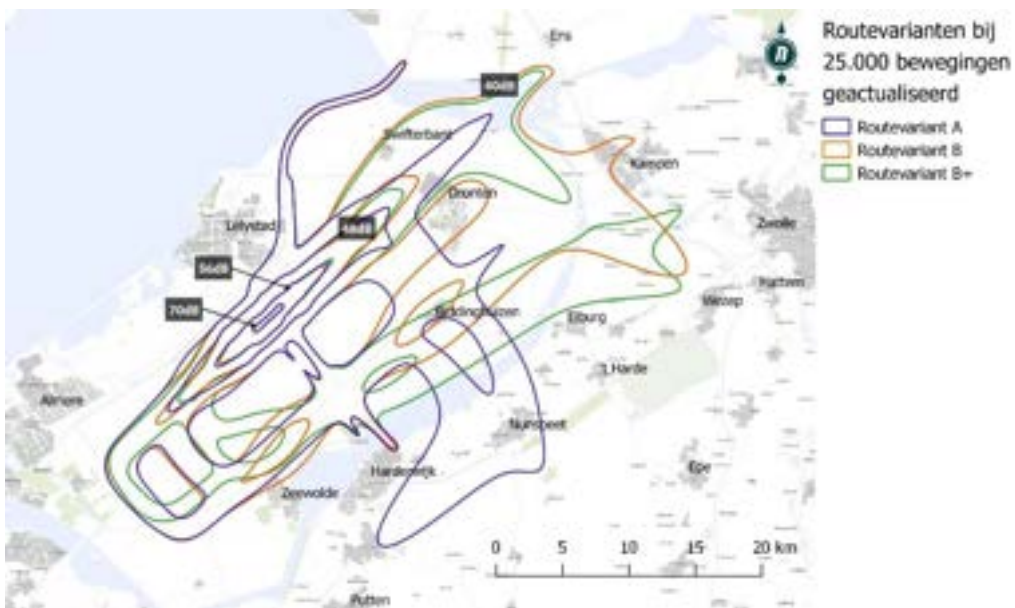 Routevarianten bij
25.000 bewegingen
geactualiseerd
Routevariant A
Routevariant B
Routevariant B+
Ens
40dB
Swifterbant
Kampen
Dronten
Lelystad
48dB
Zwolle
56dB
Hattem
Wezep
70dB
Biddinghuizen
Elburg
't Harde
Almere
Nunspeet
Epe
Harderwijk
Zeewolde
0 5 10 15 20 km
Putten